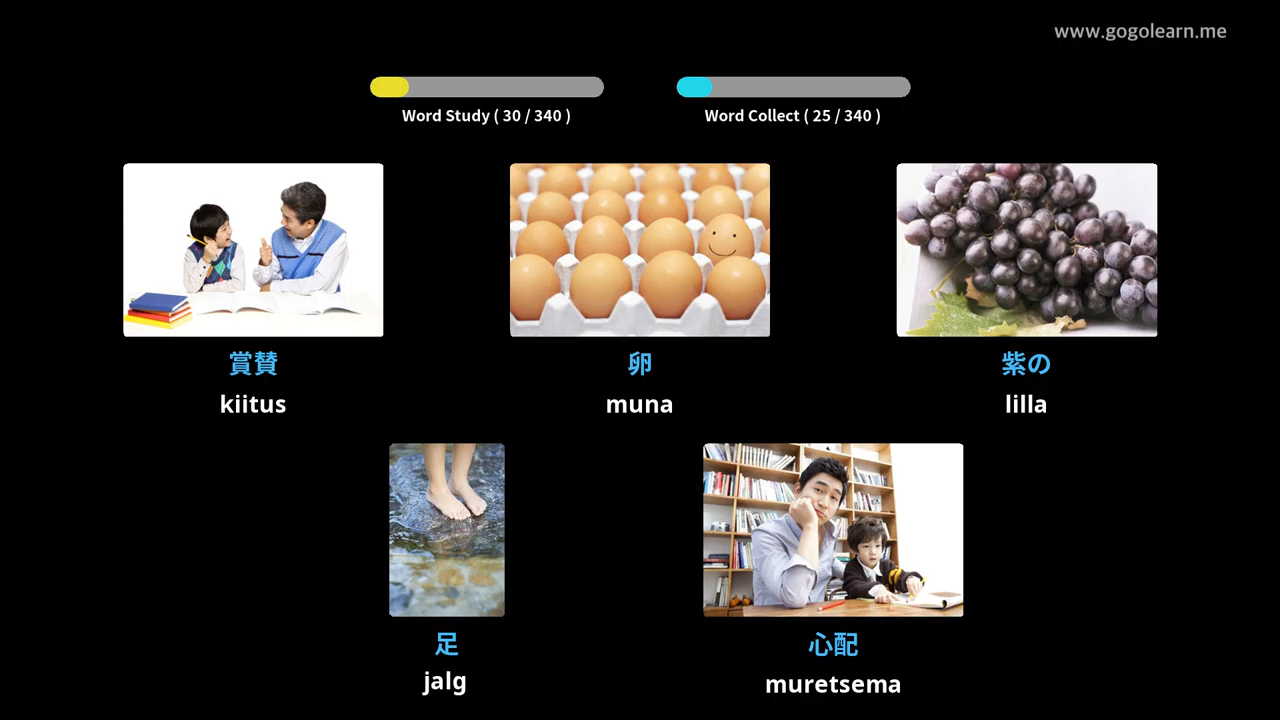 www.gogolearn.me
Word Study ( 30 / 340 )
Word Collect ( 25 / 340 )
賞賛
kiitus
卵
muna
紫の
lilla
足
jalg
心配
muretsema